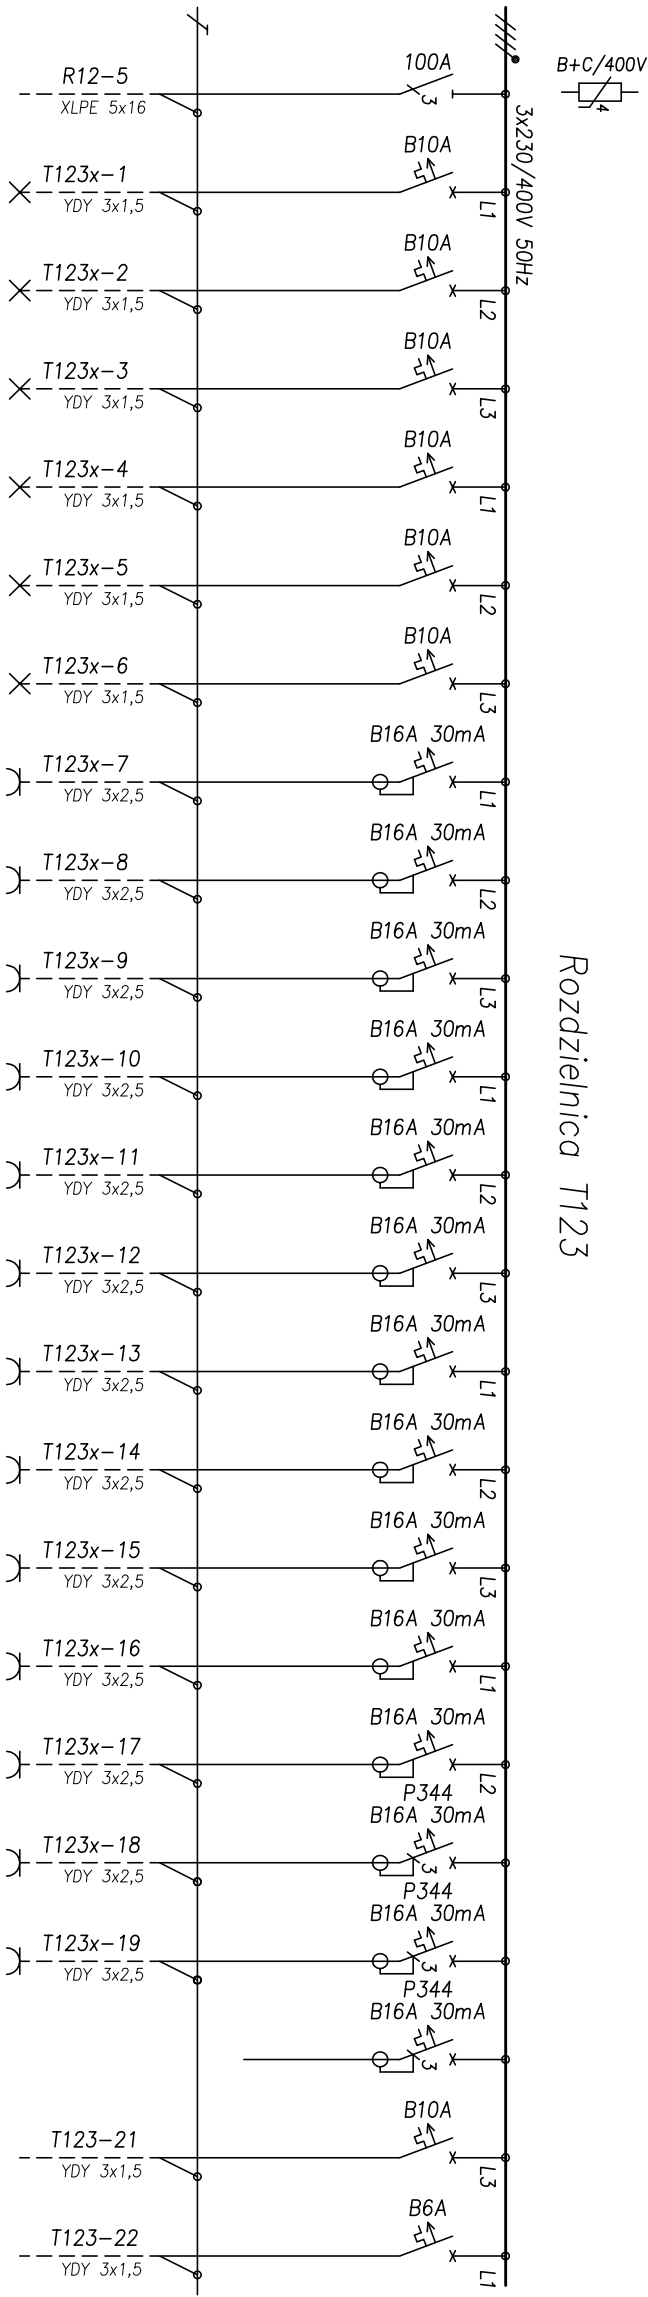 B+C/400V
4
3x230/400V 50Hz
Rozdzielnica T123
R12-5
XLPE 5x16
100A
3
T123x-1
YDY 3x1,5
B10A
L1
T123x-2
YDY 3x1,5
B10A
L2
T123x-3
YDY 3x1,5
B10A
L3
T123x-4
YDY 3x1,5
B10A
L1
T123x-5
YDY 3x1,5
B10A
L2
T123x-6
YDY 3x1,5
B10A
L3
T123x-7
YDY 3x2,5
B16A 30mA
L1
T123x-8
YDY 3x2,5
B16A 30mA
L2
T123x-9
YDY 3x2,5
B16A 30mA
L3
T123x-10
YDY 3x2,5
B16A 30mA
L1
T123x-11
YDY 3x2,5
B16A 30mA
L2
T123x-12
YDY 3x2,5
B16A 30mA
L3
T123x-13
YDY 3x2,5
B16A 30mA
L1
T123x-14
YDY 3x2,5
B16A 30mA
L2
T123x-15
YDY 3x2,5
B16A 30mA
L3
T123x-16
YDY 3x2,5
B16A 30mA
L1
T123x-17
YDY 3x2,5
B16A 30mA
L2
T123x-18
YDY 3x2,5
P344
B16A 30mA
3
T123x-19
YDY 3x2,5
P344
B16A 30mA
3
P344
B16A 30mA
3
T123-21
YDY 3x1,5
B10A
L3
T123-22
YDY 3x1,5
B6A
L1